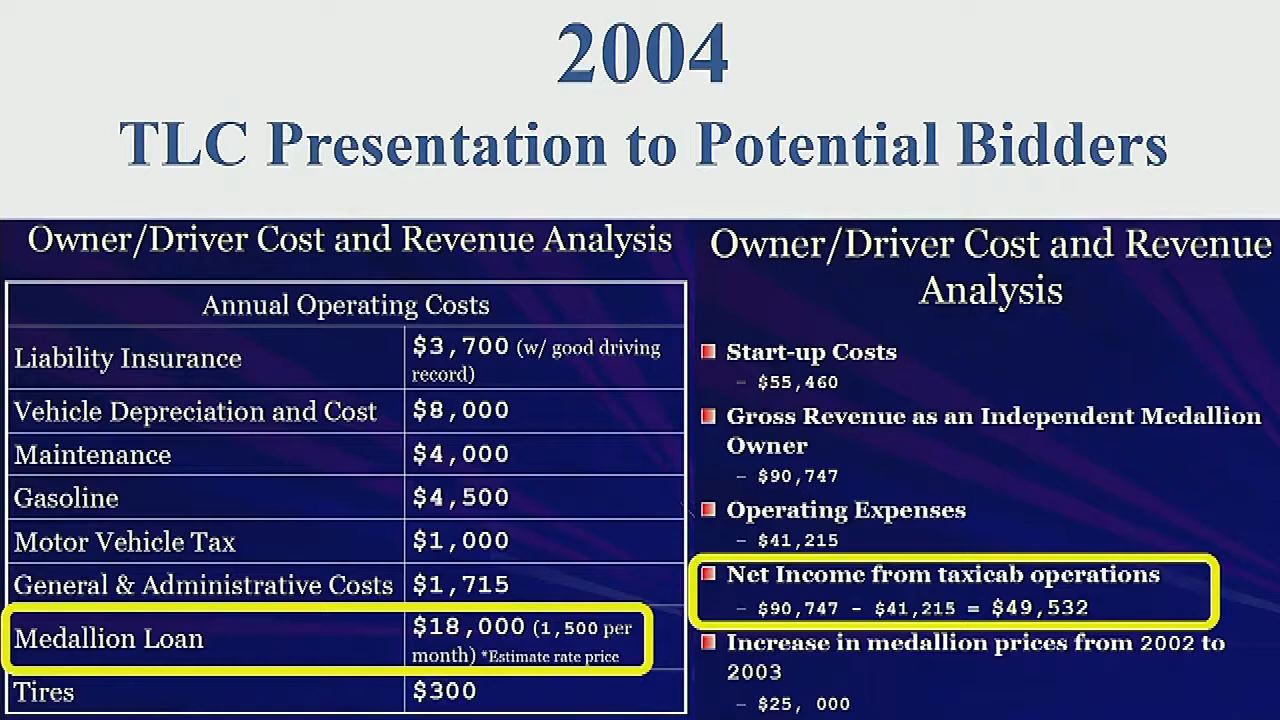 2004
TLC Presentation to Potential Bidders
Owner/Driver Cost and Revenue Analysis
Annual Operating Costs
Liability Insurance
$3,700 (w/ good driving
record)
Vehicle Depreciation and Cost
$8,000
Maintenance
$4,000
Gasoline
$4,500
Motor Vehicle Tax
$1,000
General & Administrative Costs
$1,715
Medallion Loan
$18,000 (1,500 per
month) *Estimate rate price
Tires
$300
Owner/Driver Cost and Revenue
Analysis
Start-up Costs
– $55,460
Gross Revenue as an Independent Medallion
Owner
– $90,747
Operating Expenses
– $41,215
Net Income from taxicab operations
– $90,747 – $41,215 = $49,532
Increase in medallion prices from 2002 to
2003
– $25, 000